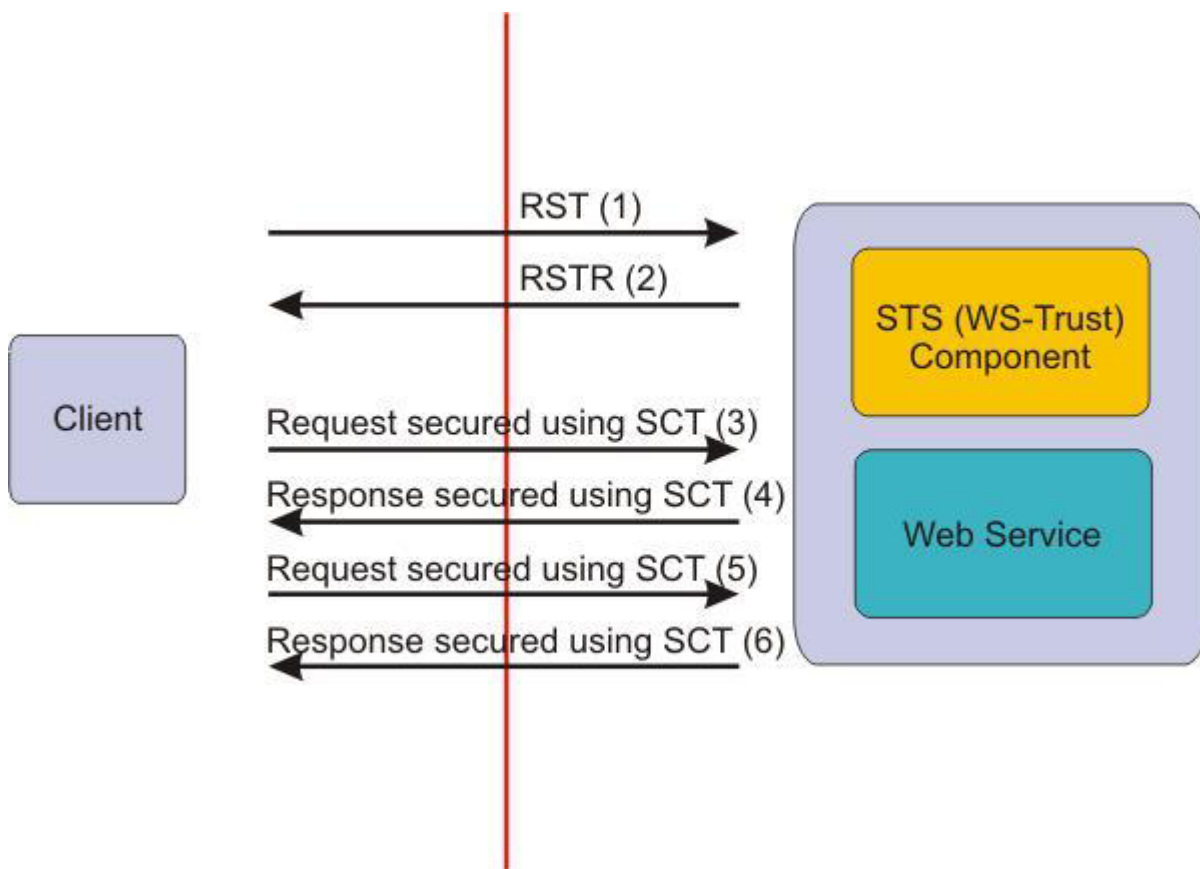 RST (1)
RSTR (2)
STS (WS-Trust)
Component
Client
Request secured using SCT (3)
Response secured using SCT (4)
Web Service
Request secured using SCT (5)
Response secured using SCT (6)